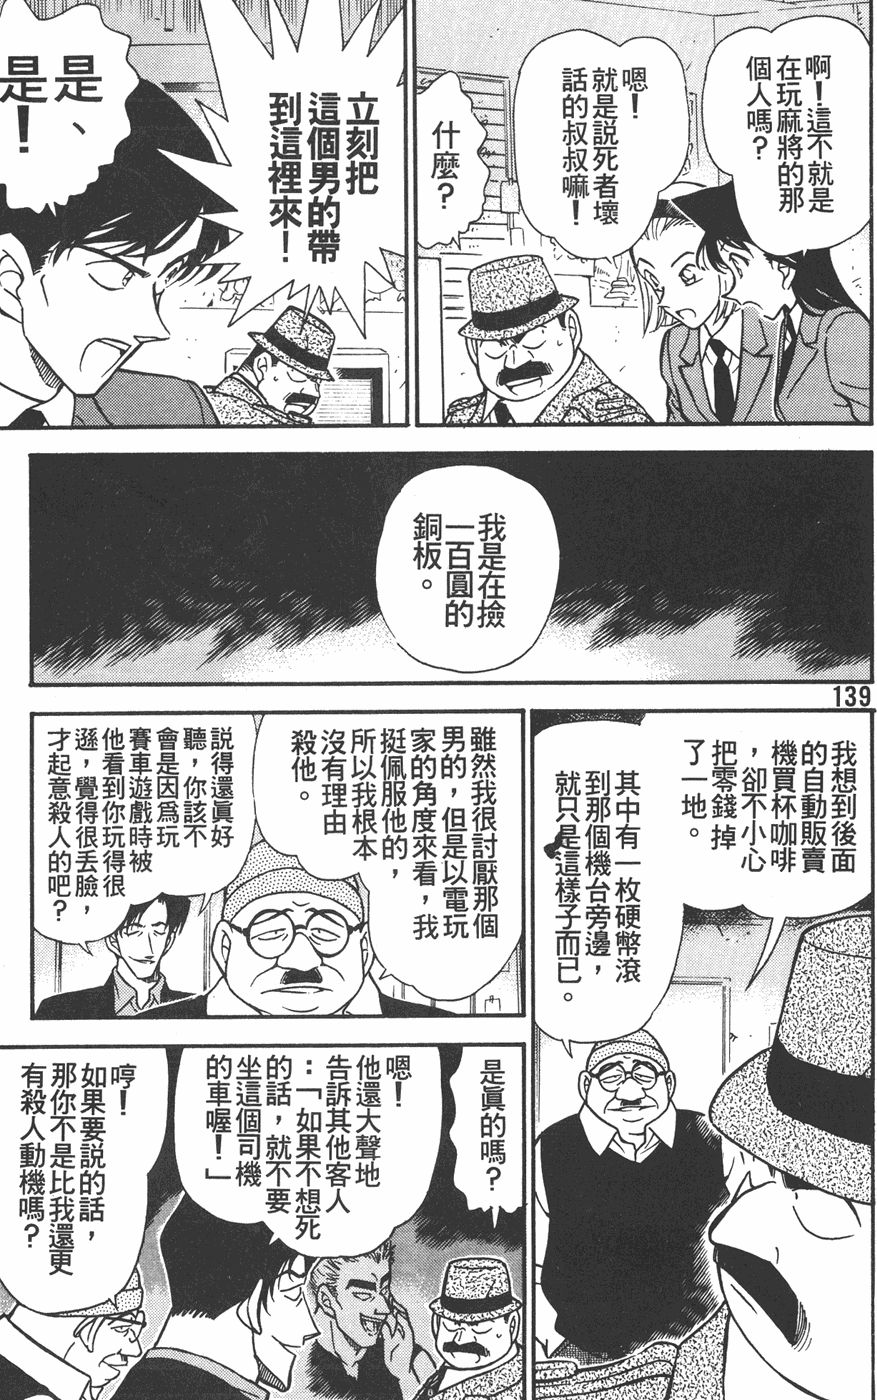 啊！這不就是
在玩麻將的那
個人嗎？
嗯！
就是説死者壞
話的叔叔嘛！
什麼？
立刻把
這個男的帶
到這裡來！
是、
是！
我是在撿
一百圓的
銅板。
139
我想到後面
的自動販賣
機買杯咖啡
，卻不小心
把零錢掉
了一地。
其中有一枚硬幣滾
到那個機台旁邊，
就只是這樣子而已。
雖然我很討厭那個
男的，但是以電玩
家的角度來看，我
挺佩服他的，
所以我根本
沒有理由
殺他。
説得還眞好
聽，你該不
會是因爲玩
賽車遊戲時被
他看到你玩得很
遜，覺得很丟臉，
才起意殺人的吧？
是眞的嗎？
嗯！
他還大聲地
告訴其他客人
：「如果不想死
的話，就不要
坐這個司機
的車喔！」
哼！
如果要説的話，
那你不是比我還更
有殺人動機嗎？